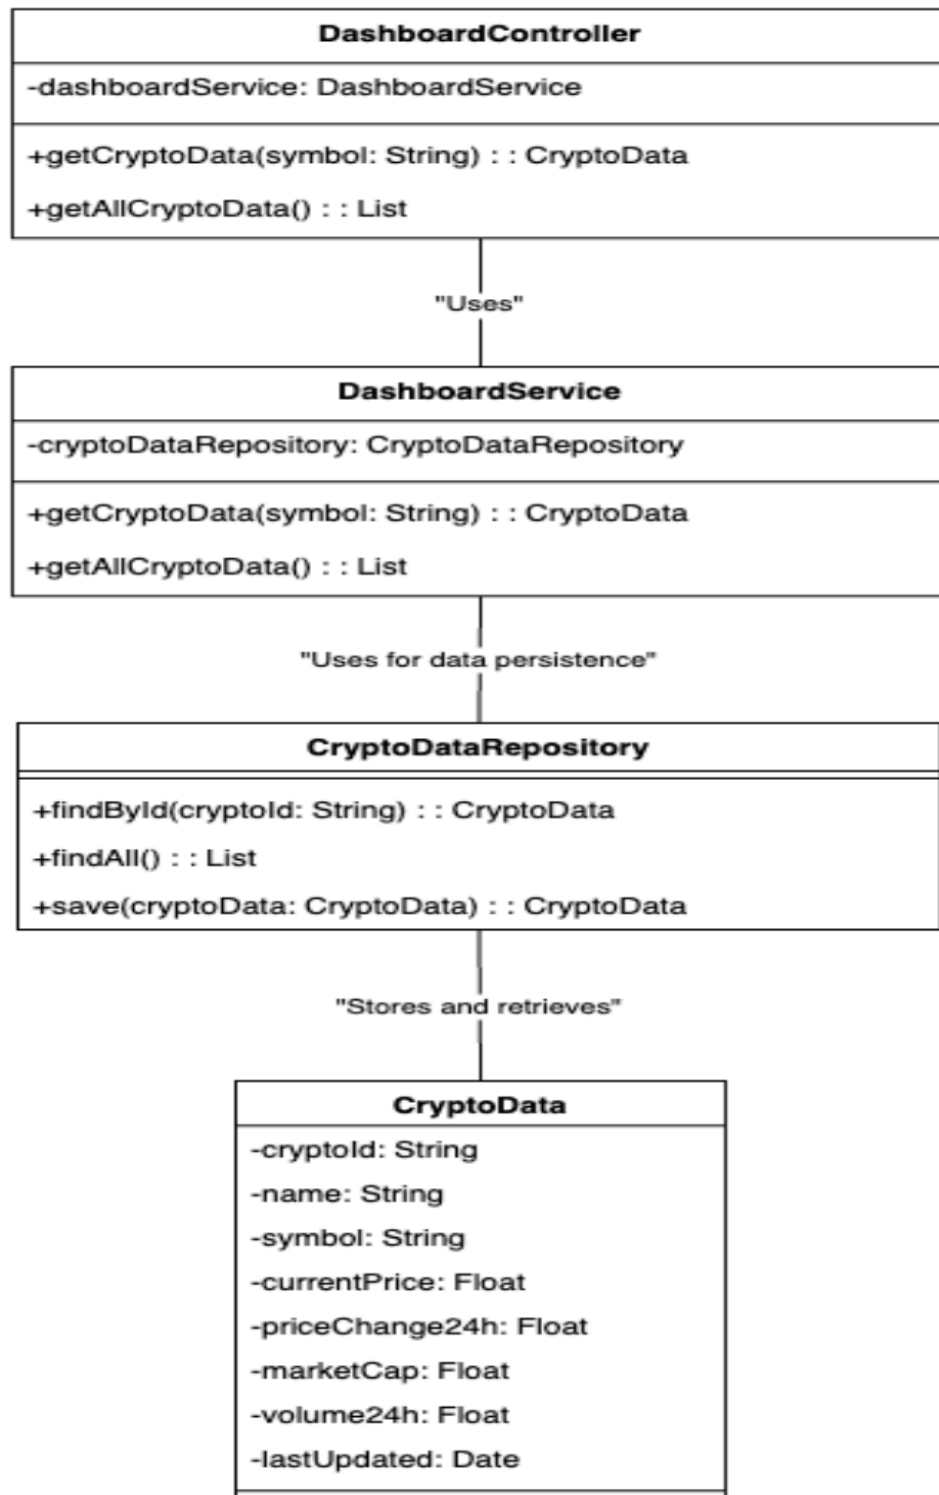 DashboardController
-dashboardService: DashboardService
+getCryptoData(symbol: String) : : CryptoData
+getAllCryptoData() : : List
"Uses"
DashboardService
-cryptoDataRepository: CryptoDataRepository
+getCryptoData(symbol: String) : : CryptoData
+getAllCryptoData() : : List
"Uses for data persistence"
CryptoDataRepository
+findById(cryptoId: String) : : CryptoData
+findAll() : : List
+save(cryptoData: CryptoData) : : CryptoData
"Stores and retrieves"
CryptoData
-cryptoId: String
-name: String
-symbol: String
-currentPrice: Float
-priceChange24h: Float
-marketCap: Float
-volume24h: Float
-lastUpdated: Date